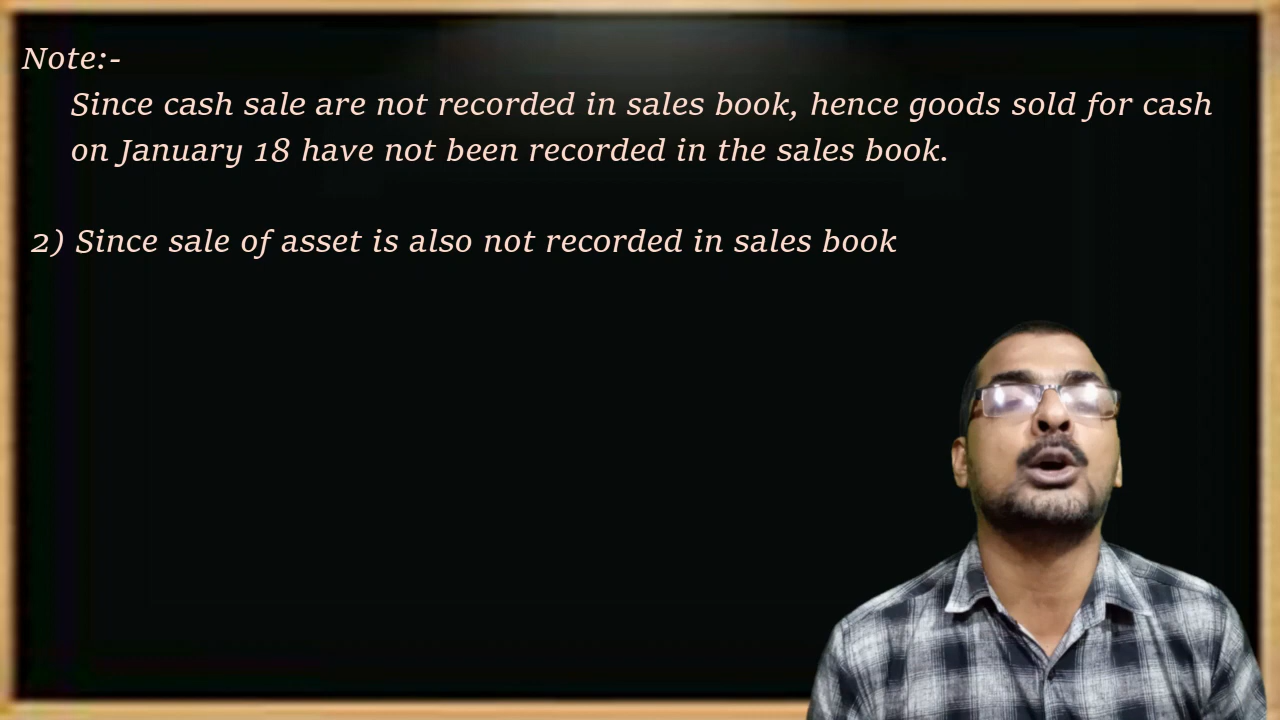 Note:-
Since cash sale are not recorded in sales book, hence goods sold for cash
on January 18 have not been recorded in the sales book.
2) Since sale of asset is also not recorded in sales book